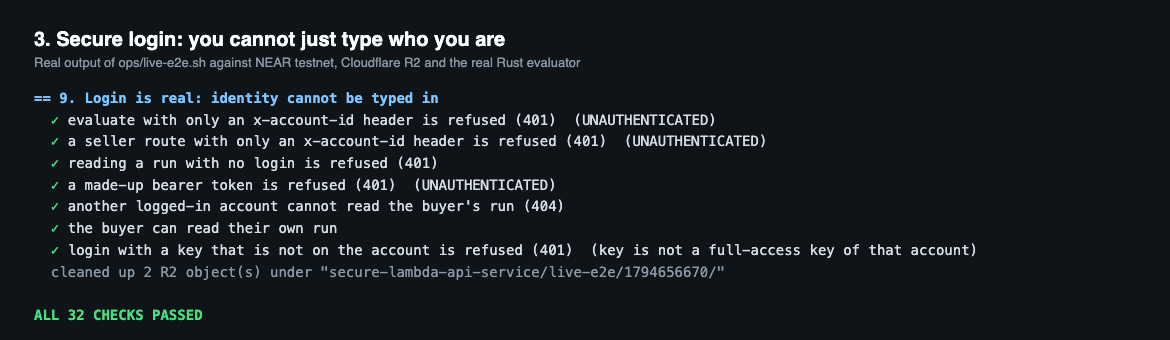 3. Secure login: you cannot just type who you are
Real output of ops/live-e2e.sh against NEAR testnet, Cloudflare R2 and the real Rust evaluator
== 9. Login is real: identity cannot be typed in
✓ evaluate with only an x-account-id header is refused (401)  (UNAUTHENTICATED)
✓ a seller route with only an x-account-id header is refused (401)  (UNAUTHENTICATED)
✓ reading a run with no login is refused (401)
✓ a made-up bearer token is refused (401)  (UNAUTHENTICATED)
✓ another logged-in account cannot read the buyer's run (404)
✓ the buyer can read their own run
✓ login with a key that is not on the account is refused (401)  (key is not a full-access key of that account)
cleaned up 2 R2 object(s) under "secure-lambda-api-service/live-e2e/1794656670/"
ALL 32 CHECKS PASSED